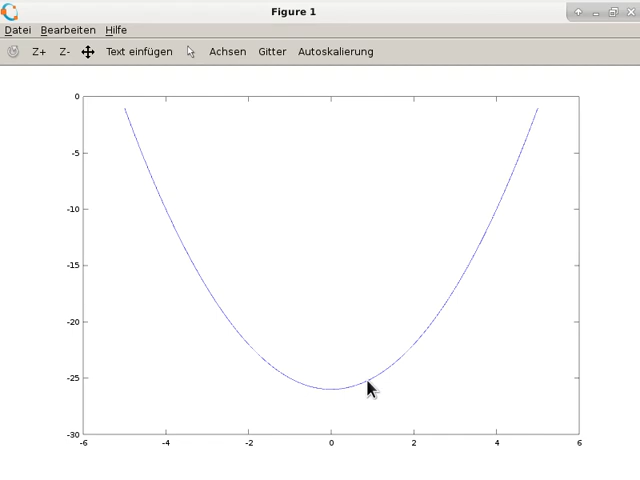 Figure 1
Datei Bearbeiten Hilfe
Z+ Z- Text einfügen Achsen Gitter Autoskalierung
0
-5
-10
-15
-20
-25
-30
-6 -4 -2 0 2 4 6